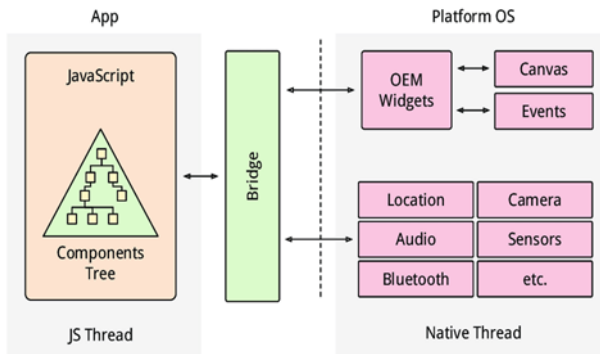 App
Platform OS
JavaScript
Components
Tree
JS Thread
Bridge
OEM
Widgets
Canvas
Events
Location
Camera
Audio
Sensors
Bluetooth
etc.
Native Thread